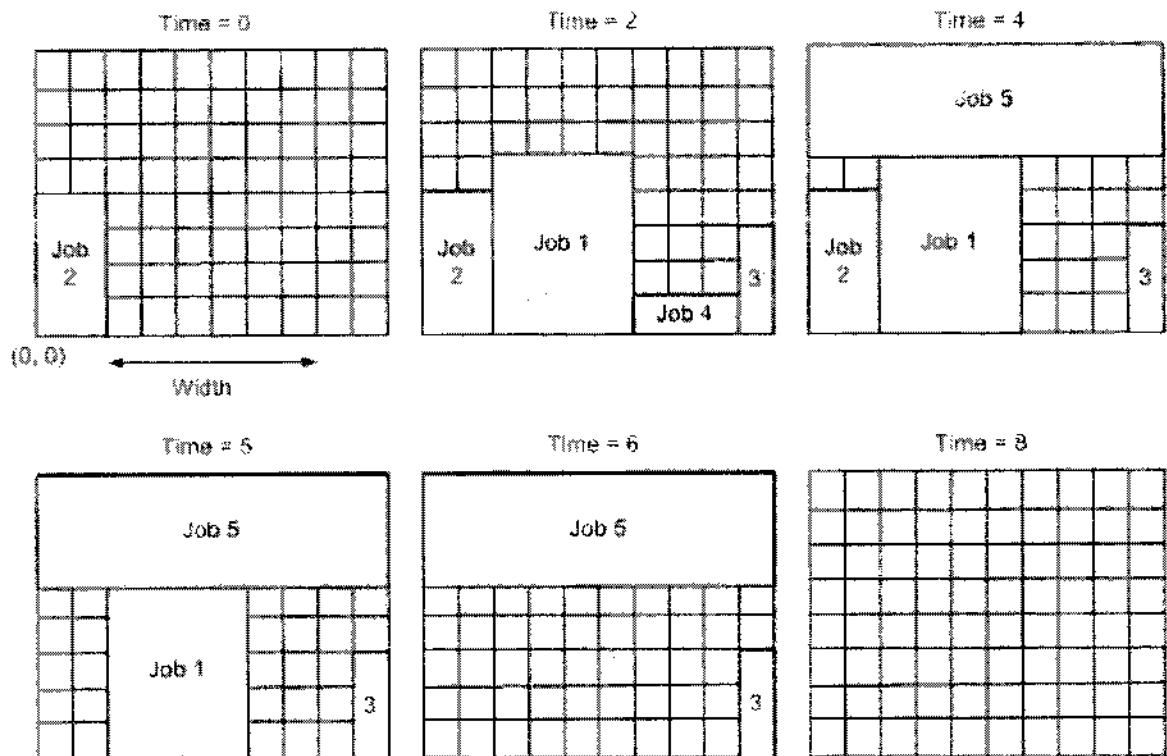 Time = 0
Time = 2
Time = 4
Job 5
Job 2
Job 2
Job 1
Job 4
3
Job 2
Job 1
3
(0, 0)
Width
Time = 5
Time = 6
Time = 8
Job 5
Job 5
Job 1
3
3